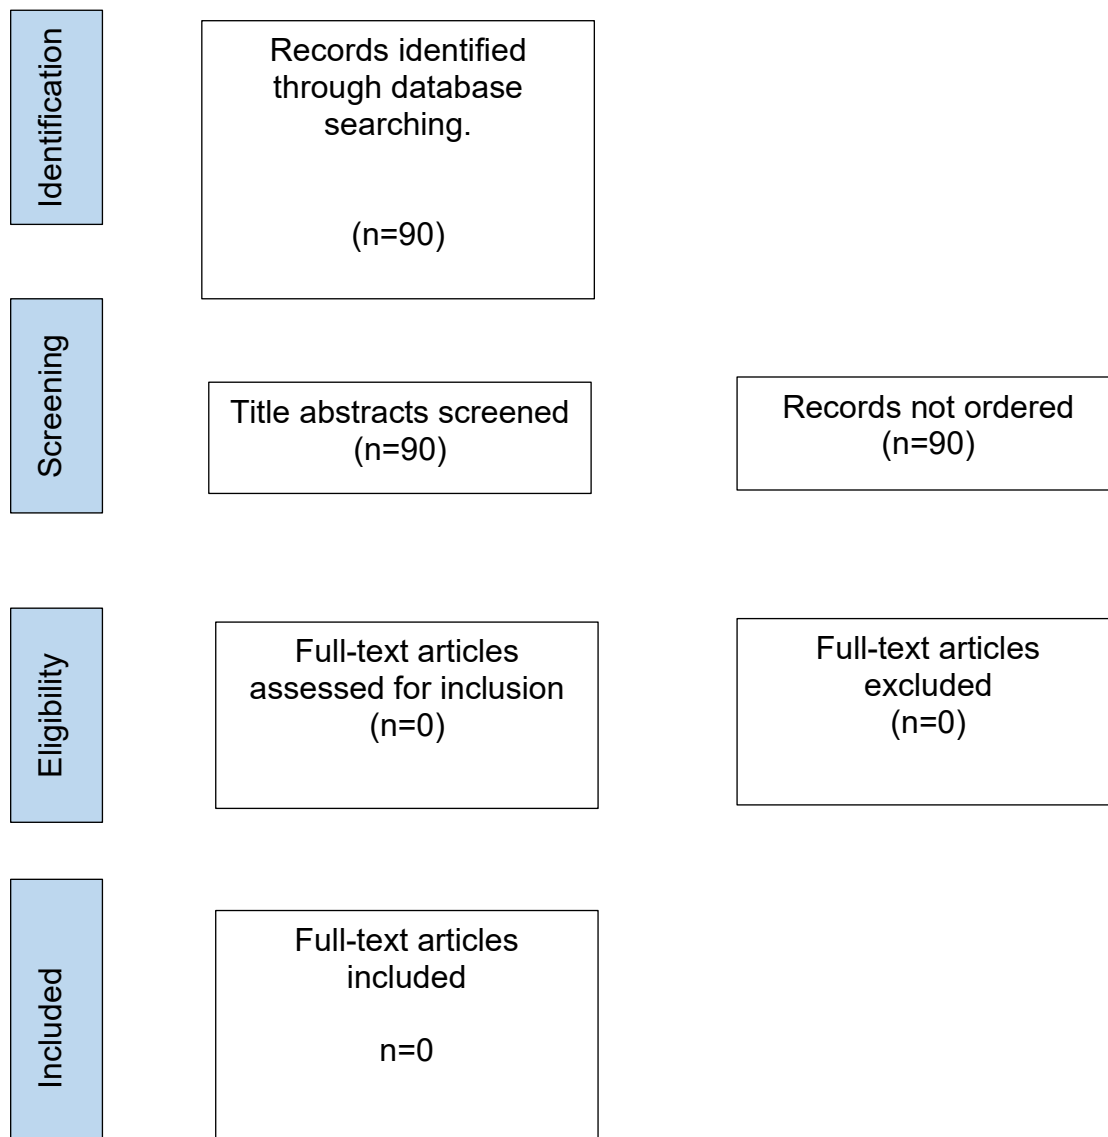 Identification
Records identified
through database
searching.
(n=90)
Screening
Title abstracts screened
(n=90)
Records not ordered
(n=90)
Eligibility
Full-text articles
assessed for inclusion
(n=0)
Full-text articles
excluded
(n=0)
Included
Full-text articles
included
n=0